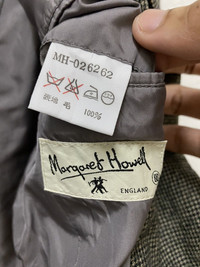 MH-026262
表地 毛
100%
Margaret Howell
ENGLAND